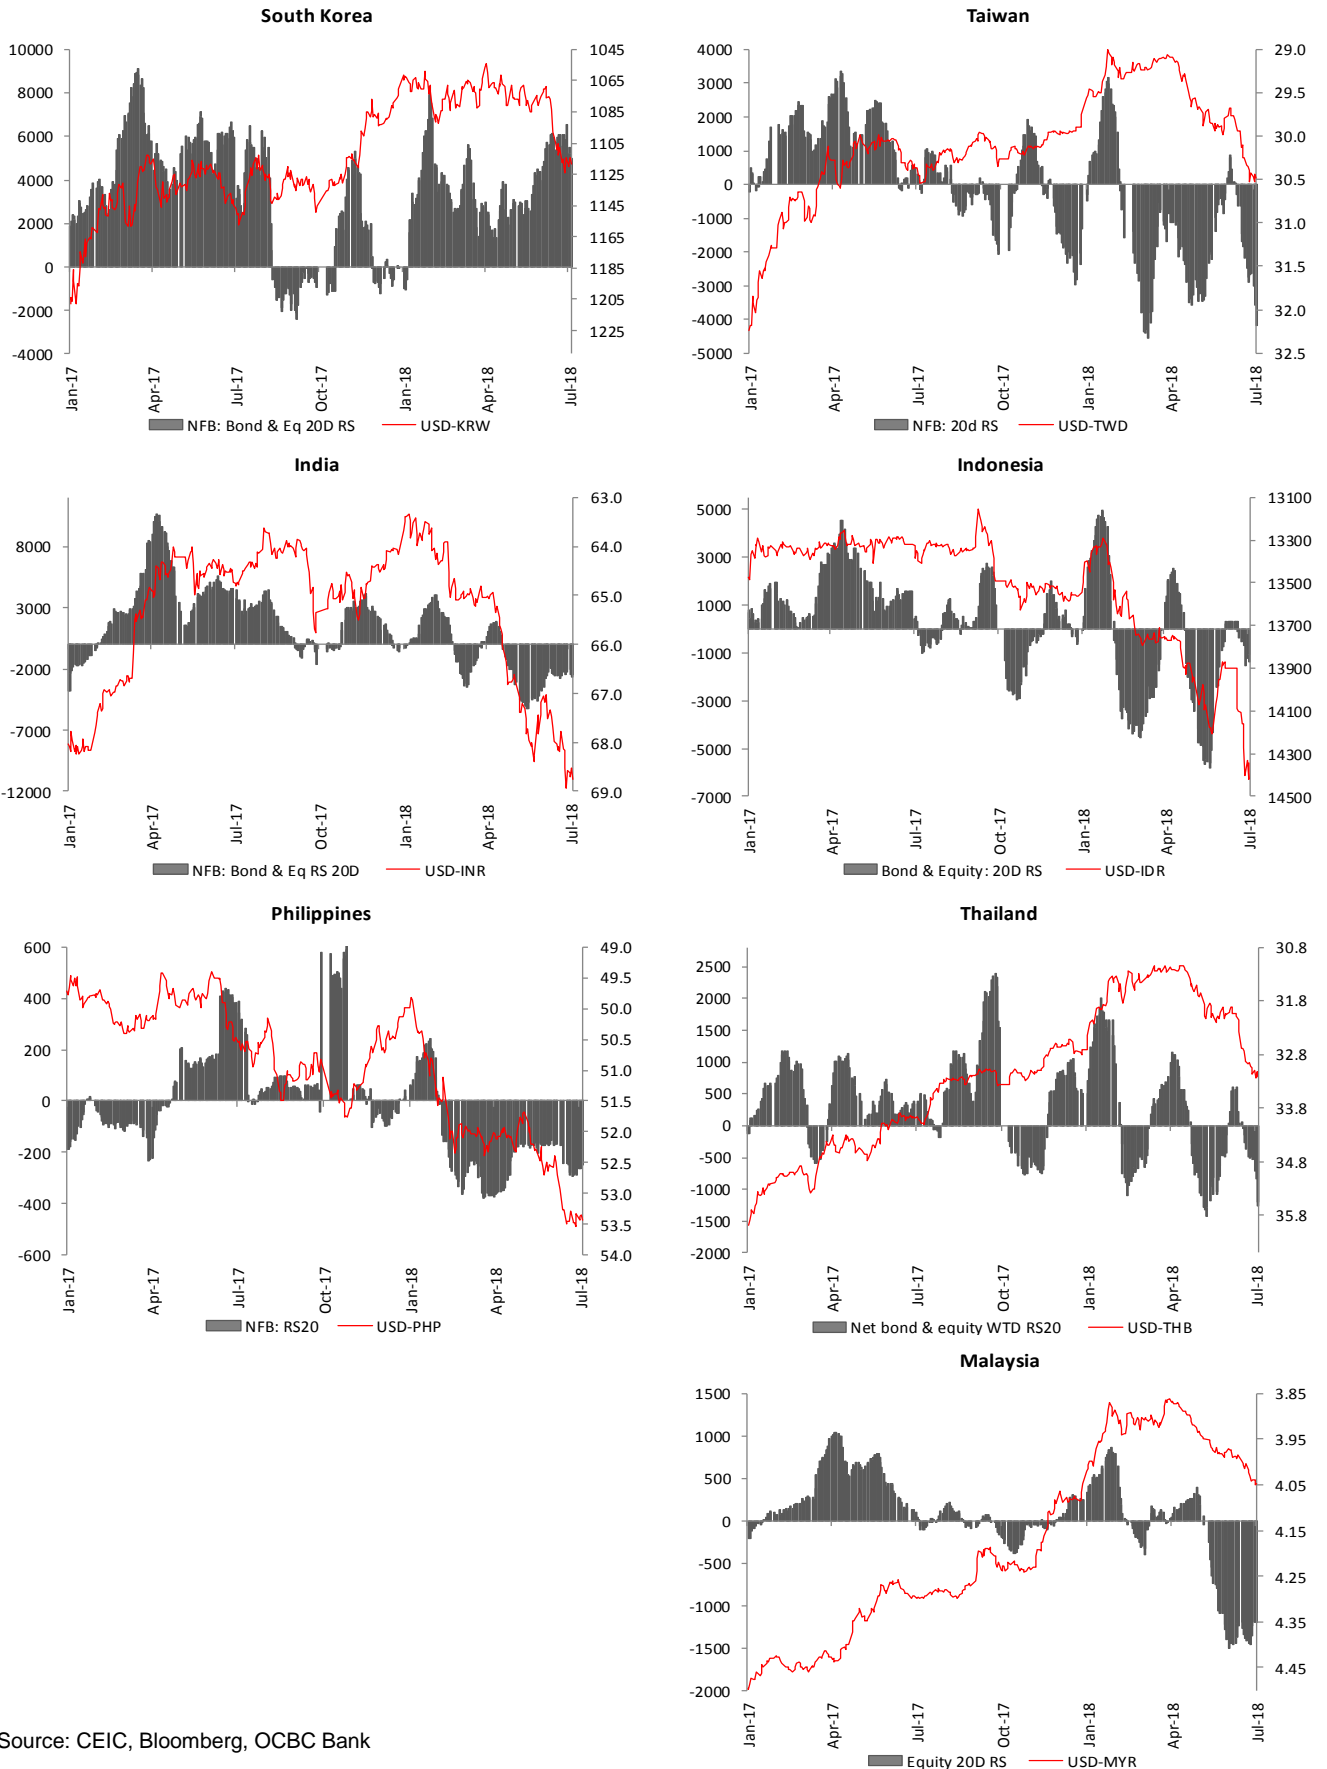 South Korea
10000
8000
6000
4000
2000
0
-2000
-4000
1045
1065
1085
1105
1125
1145
1165
1185
1205
1225
Jan-17
Apr-17
Jul-17
Oct-17
Jan-18
Apr-18
Jul-18
NFB: Bond & Eq 20D RS
USD-KRW
Taiwan
4000
3000
2000
1000
0
-1000
-2000
-3000
-4000
-5000
29.0
29.5
30.0
30.5
31.0
31.5
32.0
32.5
Jan-17
Apr-17
Jul-17
Oct-17
Jan-18
Apr-18
Jul-18
NFB: 20d RS
USD-TWD
India
8000
3000
-2000
-7000
-12000
63.0
64.0
65.0
66.0
67.0
68.0
69.0
Jan-17
Apr-17
Jul-17
Oct-17
Jan-18
Apr-18
Jul-18
NFB: Bond & Eq RS 20D
USD-INR
Indonesia
5000
3000
1000
-1000
-3000
-5000
-7000
13100
13300
13500
13700
13900
14100
14300
14500
Jan-17
Apr-17
Jul-17
Oct-17
Jan-18
Apr-18
Jul-18
Bond & Equity: 20D RS
USD-IDR
Philippines
600
400
200
0
-200
-400
-600
49.0
49.5
50.0
50.5
51.0
51.5
52.0
52.5
53.0
53.5
54.0
Jan-17
Apr-17
Jul-17
Oct-17
Jan-18
Apr-18
Jul-18
NFB: RS20
USD-PHP
Thailand
2500
2000
1500
1000
500
0
-500
-1000
-1500
-2000
30.8
31.8
32.8
33.8
34.8
35.8
Jan-17
Apr-17
Jul-17
Oct-17
Jan-18
Apr-18
Jul-18
Net bond & equity WTD RS20
USD-THB
Malaysia
1500
1000
500
0
-500
-1000
-1500
-2000
3.85
3.95
4.05
4.15
4.25
4.35
4.45
Jan-17
Apr-17
Jul-17
Oct-17
Jan-18
Apr-18
Jul-18
Equity 20D RS
USD-MYR
Source: CEIC, Bloomberg, OCBC Bank